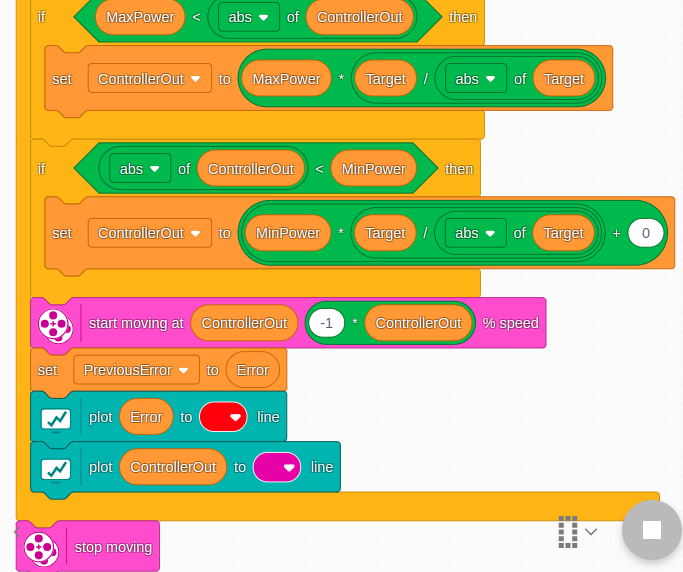 if MaxPower < abs of ControllerOut then
set ControllerOut to MaxPower * Target / abs of Target
if abs of ControllerOut < MinPower then
set ControllerOut to MinPower * Target / abs of Target + 0
start moving at ControllerOut -1 * ControllerOut % speed
set PreviousError to Error
plot Error to line
plot ControllerOut to line
stop moving